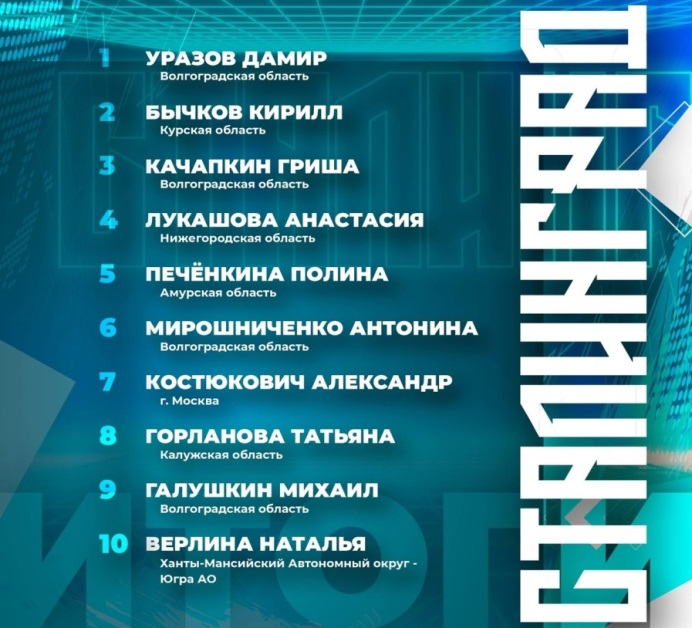 1 УРАЗОВ ДАМИР
Волгоградская область
2 БЫЧКОВ КИРИЛЛ
Курская область
3 КАЧАПКИН ГРИША
Волгоградская область
4 ЛУКАШОВА АНАСТАСИЯ
Нижегородская область
5 ПЕЧЁНКИНА ПОЛИНА
Амурская область
6 МИРОШНИЧЕНКО АНТОНИНА
Волгоградская область
7 КОСТЮКОВИЧ АЛЕКСАНДР
г. Москва
8 ГОРЛАНОВА ТАТЬЯНА
Калужская область
9 ГАЛУШКИН МИХАИЛ
Волгоградская область
10 ВЕРЛИНА НАТАЛЬЯ
Ханты-Мансийский Автономный округ -
Югра АО
СТАЛИНГРАД
ИТОГИ